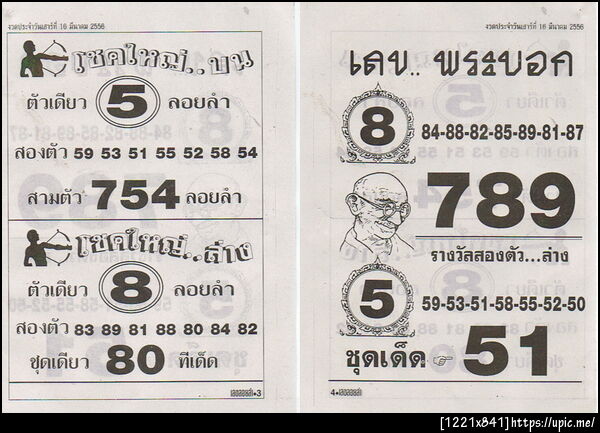 งวดประจำวันเสาร์ที่ 16 มีนาคม 2556
โชคใหญ่..บน
ตัวเดียว 5 ลอยลำ
สองตัว 59 53 51 55 52 58 54
สามตัว 754 ลอยลำ
โชคใหญ่..ล่าง
ตัวเดียว 8 ลอยลำ
สองตัว 83 89 81 88 80 84 82
ชุดเดียว 80 ทีเด็ด
•3
งวดประจำวันเสาร์ที่ 16 มีนาคม 2556
เลข.. พระบอก
8 84-88-82-85-89-81-87
789
รางวัลสองตัว...ล่าง
5 59-53-51-58-55-52-50
ชุดเด็ด 51
4•
[1221x841]https://upic.me/